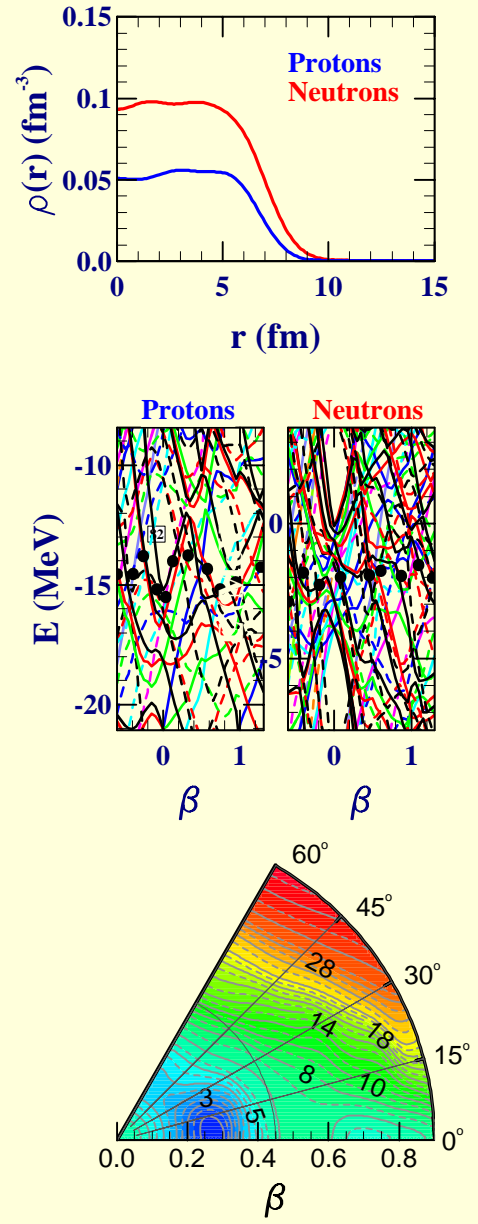 0.15
0.1
0.05
0.0
ρ(r) (fm⁻³)
Protons
Neutrons
0 5 10 15
r (fm)
Protons Neutrons
-10
-15
-20
E (MeV)
82
0
-5
0 1 0 1
β β
60°
45°
30°
15°
0°
28
14 18
8 10
3 5
0.0 0.2 0.4 0.6 0.8
β